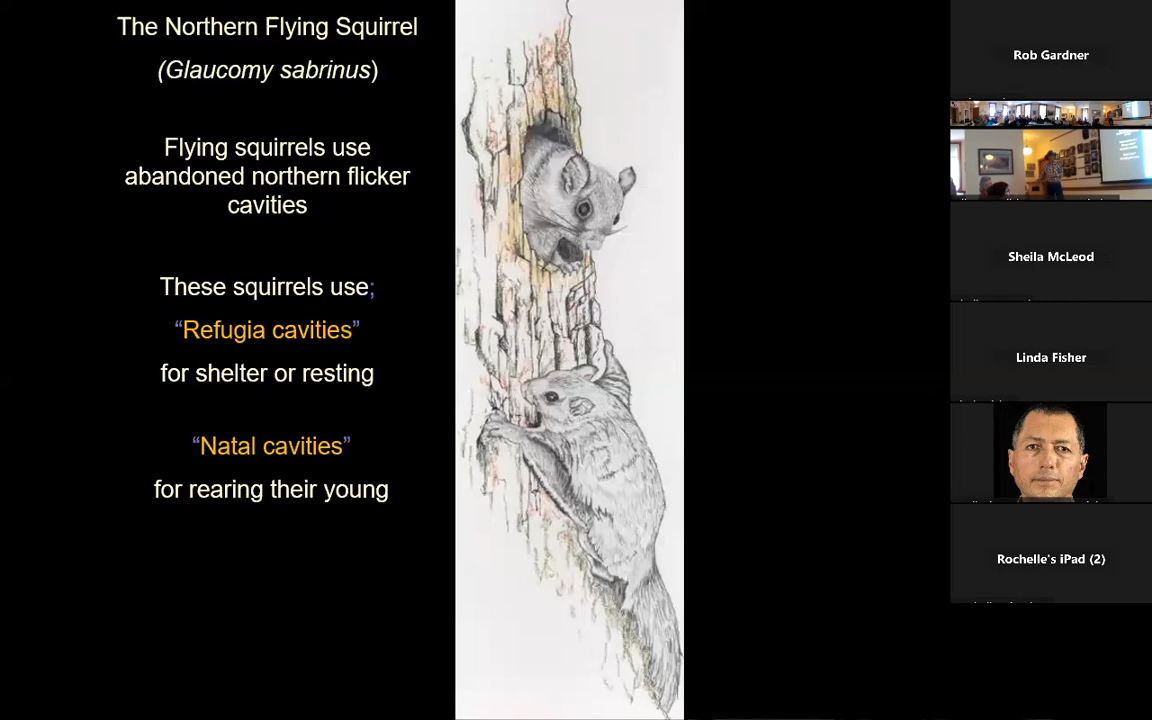 The Northern Flying Squirrel
(Glaucomy sabrinus)
Flying squirrels use
abandoned northern flicker
cavities
These squirrels use;
“Refugia cavities”
for shelter or resting
“Natal cavities”
for rearing their young
Rob Gardner
Sheila McLeod
Linda Fisher
Rochelle's iPad (2)